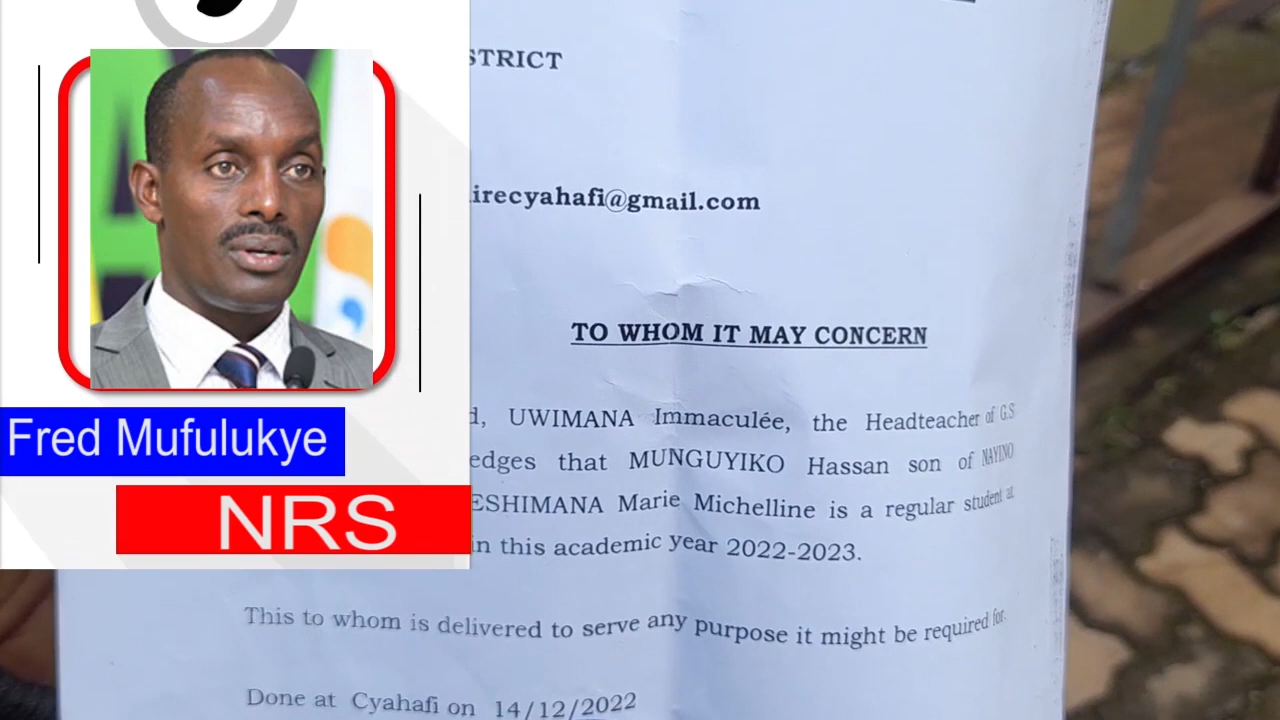 STRICT
irecyahafi@gmail.com
TO WHOM IT MAY CONCERN
d, UWIMANA Immaculée, the Headteacher of G.S
edges that MUNGUYIKO Hassan son of NAYINO
ESHIMANA Marie Michelline is a regular student at
in this academic year 2022-2023.
This to whom is delivered to serve any purpose it might be required for.
Done at Cyahafi on 14/12/2022
Fred Mufulukye
NRS